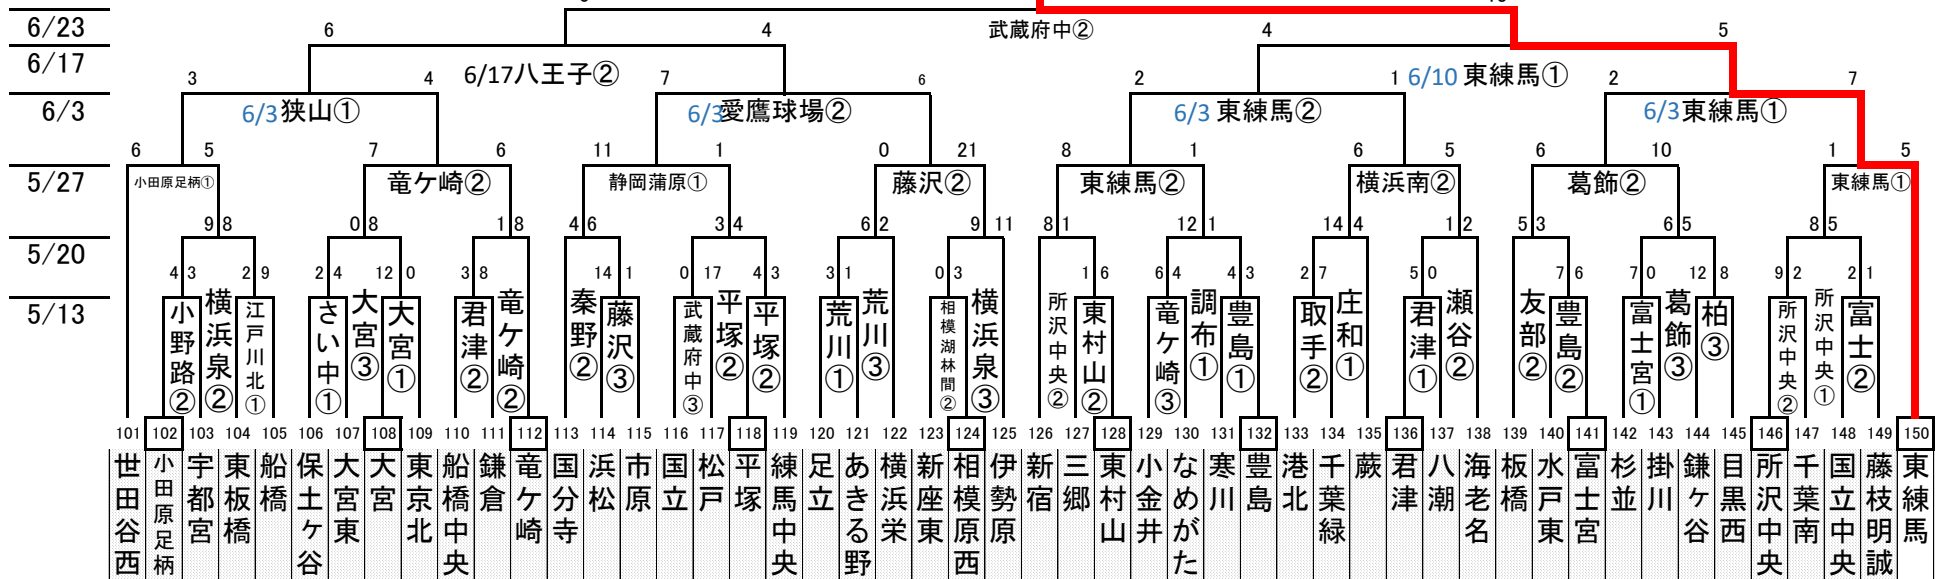 6/23 武蔵府中②
6 4 4 5
6/17 6/17八王子② 6/10 東練馬①
3 4 7 6 2 1 2 7
6/3 6/3狭山① 6/3愛鷹球場② 6/3 東練馬② 6/3東練馬①
6 5 7 6 11 1 0 21 8 1 6 5 6 10 1 5
5/27 小田原足柄① 竜ケ崎② 静岡蒲原① 藤沢② 東練馬② 横浜南② 葛飾② 東練馬①
9 8 0 8 1 8 4 6 3 4 6 2 9 11 8 1 12 1 14 4 1 2 5 3 6 5 8 5
5/20
4 3 2 9 2 4 12 0 3 8 14 1 0 17 4 3 3 1 0 3 1 6 6 4 4 3 2 7 5 0 7 6 7 0 12 8 9 2 2 1
5/13
小野路②
横浜泉②
江戸川北①
さい中①
大宮③
大宮①
君津②
竜ケ崎②
秦野②
藤沢③
武蔵府中③
平塚②
平塚②
荒川①
荒川③
相模湖林間②
横浜泉③
所沢中央②
東村山②
竜ケ崎③
調布①
豊島①
取手②
庄和①
君津①
瀬谷②
友部②
豊島②
富士宮①
葛飾③
柏③
所沢中央②
所沢中央①
富士②
101 102 103 104 105 106 107 108 109 110 111 112 113 114 115 116 117 118 119 120 121 122 123 124 125 126 127 128 129 130 131 132 133 134 135 136 137 138 139 140 141 142 143 144 145 146 147 148 149 150
世田谷西
小田原足柄
宇都宮
東板橋
船橋
保土ヶ谷
大宮東
大宮
東京北
船橋中央
鎌倉
竜ケ崎
国分寺
浜松
市原
国立
松戸
平塚
練馬中央
足立
あきる野
横浜栄
新座東
相模原西
伊勢原
新宿
三郷
東村山
小金井
なめがた
寒川
豊島
港北
千葉緑
蕨
君津
八潮
海老名
板橋
水戸東
富士宮
杉並
掛川
鎌ヶ谷
目黒西
所沢中央
千葉南
国立中央
藤枝明誠
東練馬